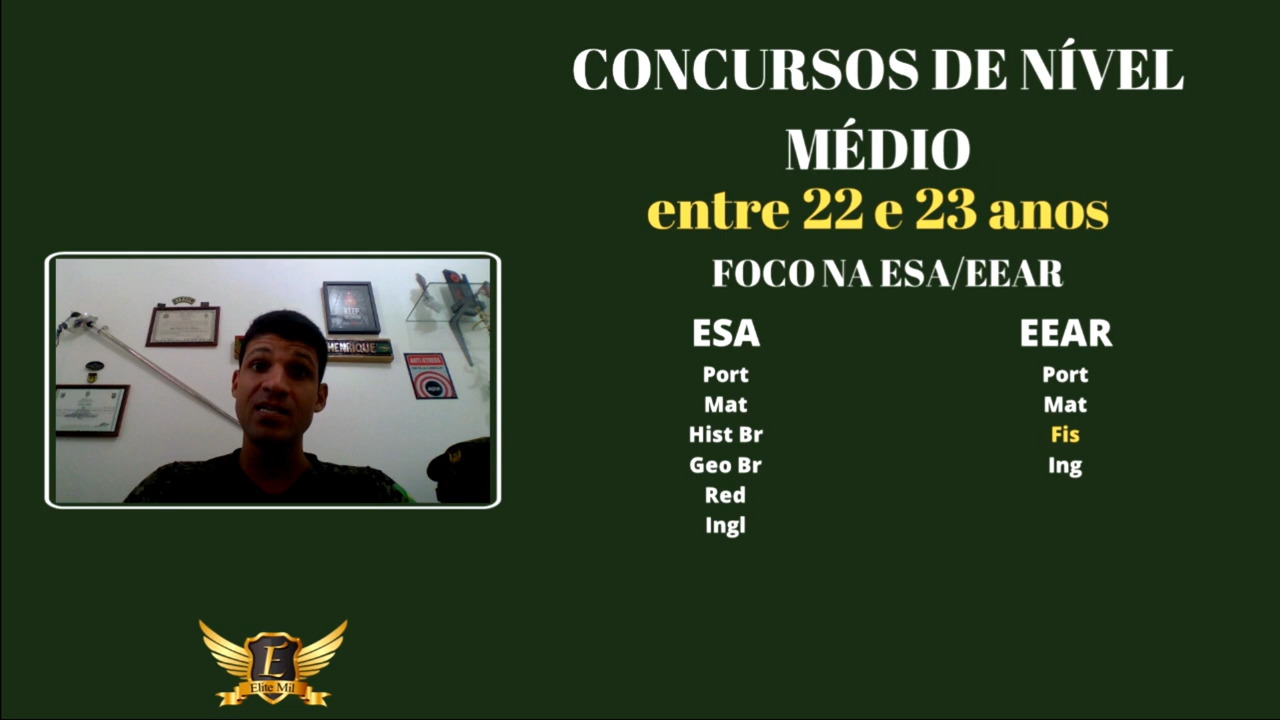 CONCURSOS DE NÍVEL
MÉDIO
entre 22 e 23 anos
FOCO NA ESA/EEAR
ESA
Port
Mat
Hist Br
Geo Br
Red
Ingl
EEAR
Port
Mat
Fis
Ing
HENRIQUE
E
Elite Mil